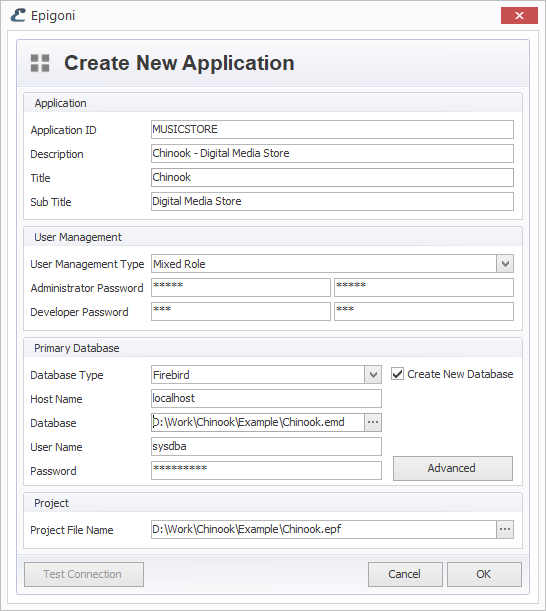 Epigoni
Create New Application
Application
Application ID MUSICSTORE
Description Chinook - Digital Media Store
Title Chinook
Sub Title Digital Media Store
User Management
User Management Type Mixed Role
Administrator Password ***** *****
Developer Password *** ***
Primary Database
Database Type Firebird Create New Database
Host Name localhost
Database D:\Work\Chinook\Example\Chinook.emd ...
User Name sysdba
Password *********
Advanced
Project
Project File Name D:\Work\Chinook\Example\Chinook.epf ...
Test Connection Cancel OK